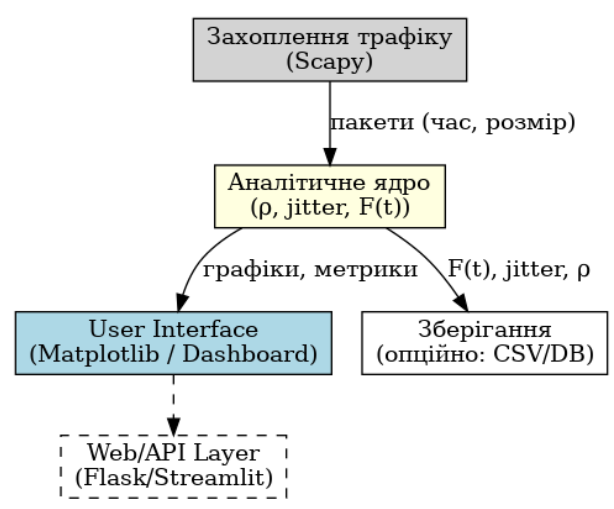 Захоплення трафіку
(Scapy)
пакети (час, розмір)
Аналітичне ядро
(ρ, jitter, F(t))
графіки, метрики
F(t), jitter, ρ
User Interface
(Matplotlib / Dashboard)
Зберігання
(опційно: CSV/DB)
Web/API Layer
(Flask/Streamlit)